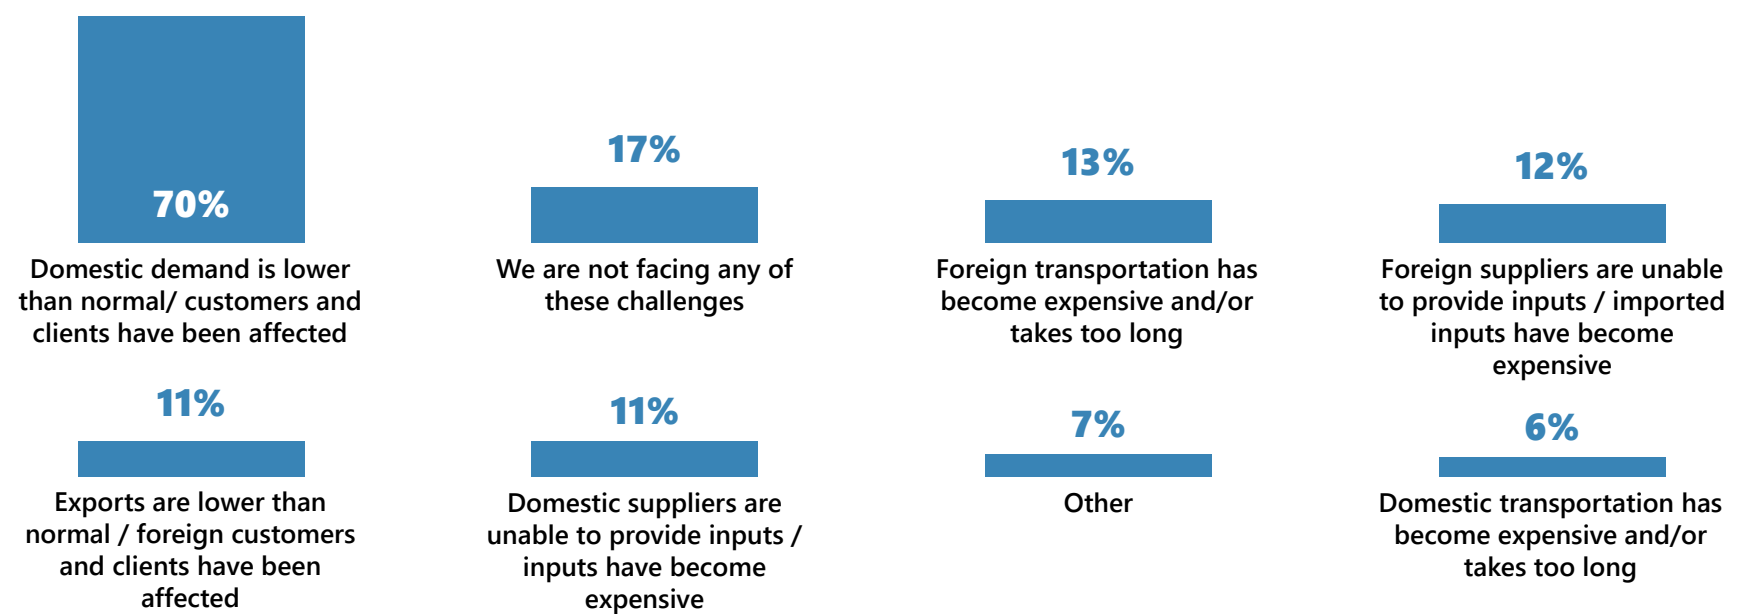 70%
Domestic demand is lower
than normal/ customers and
clients have been affected
17%
We are not facing any of
these challenges
13%
Foreign transportation has
become expensive and/or
takes too long
12%
Foreign suppliers are unable
to provide inputs / imported
inputs have become
expensive
11%
Exports are lower than
normal / foreign customers
and clients have been
affected
11%
Domestic suppliers are
unable to provide inputs /
inputs have become
expensive
7%
Other
6%
Domestic transportation has
become expensive and/or
takes too long